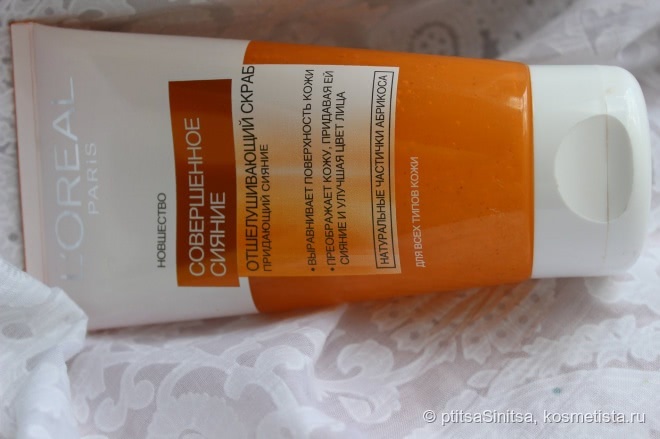 L'OREAL
PARIS
НОВШЕСТВО
СОВЕРШЕННОЕ
СИЯНИЕ
ОТШЕЛУШИВАЮЩИЙ СКРАБ
ПРИДАЮЩИЙ СИЯНИЕ
• ВЫРАВНИВАЕТ ПОВЕРХНОСТЬ КОЖИ
• ПРЕОБРАЖАЕТ КОЖУ, ПРИДАВАЯ ЕЙ
СИЯНИЕ И УЛУЧШАЯ ЦВЕТ ЛИЦА
НАТУРАЛЬНЫЕ ЧАСТИЧКИ АБРИКОСА
ДЛЯ ВСЕХ ТИПОВ КОЖИ
© ptitsaSinitsa, kosmetista.ru